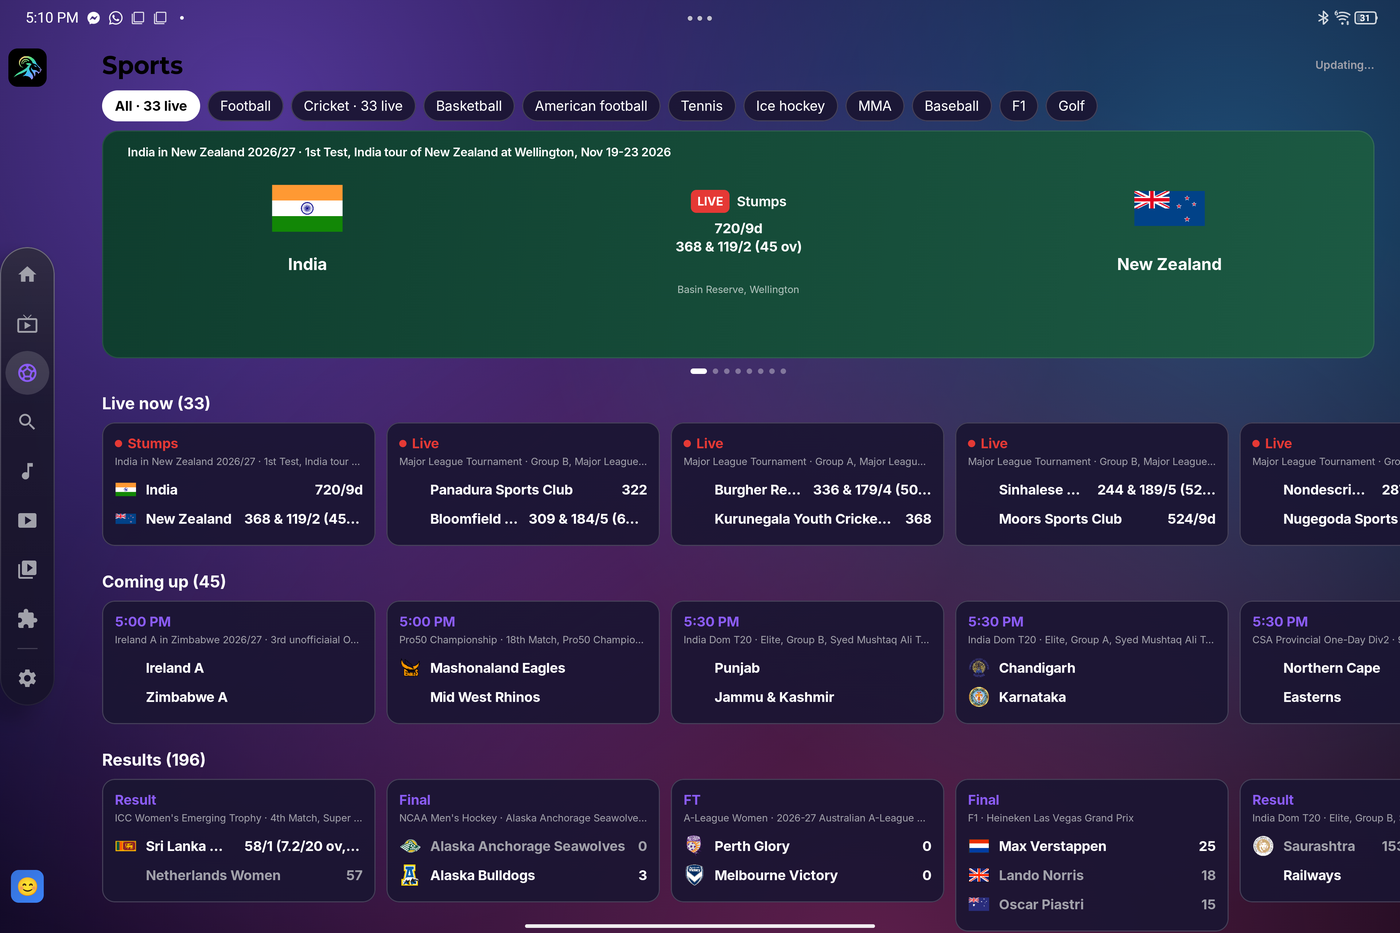 5:10 PM
31
Sports
Updating...
All · 33 live
Football
Cricket · 33 live
Basketball
American football
Tennis
Ice hockey
MMA
Baseball
F1
Golf
India in New Zealand 2026/27 · 1st Test, India tour of New Zealand at Wellington, Nov 19-23 2026
LIVE Stumps
720/9d
368 & 119/2 (45 ov)
India
New Zealand
Basin Reserve, Wellington
Live now (33)
Stumps
India in New Zealand 2026/27 · 1st Test, India tour ...
India 720/9d
New Zealand 368 & 119/2 (45...
Live
Major League Tournament · Group B, Major League...
Panadura Sports Club 322
Bloomfield ... 309 & 184/5 (6...
Live
Major League Tournament · Group A, Major Leagu...
Burgher Re... 336 & 179/4 (50...
Kurunegala Youth Cricke... 368
Live
Major League Tournament · Group B, Major League...
Sinhalese ... 244 & 189/5 (52...
Moors Sports Club 524/9d
Live
Major League Tournament · Gro
Nondescri... 28
Nugegoda Sports
Coming up (45)
5:00 PM
Ireland A in Zimbabwe 2026/27 · 3rd unofficiaial O...
Ireland A
Zimbabwe A
5:00 PM
Pro50 Championship · 18th Match, Pro50 Champio...
Mashonaland Eagles
Mid West Rhinos
5:30 PM
India Dom T20 · Elite, Group B, Syed Mushtaq Ali T...
Punjab
Jammu & Kashmir
5:30 PM
India Dom T20 · Elite, Group A, Syed Mushtaq Ali T...
Chandigarh
Karnataka
5:30 PM
CSA Provincial One-Day Div2 ·
Northern Cape
Easterns
Results (196)
Result
ICC Women's Emerging Trophy · 4th Match, Super ...
Sri Lanka ... 58/1 (7.2/20 ov,...
Netherlands Women 57
Final
NCAA Men's Hockey · Alaska Anchorage Seawolve...
Alaska Anchorage Seawolves 0
Alaska Bulldogs 3
FT
A-League Women · 2026-27 Australian A-League ...
Perth Glory 0
Melbourne Victory 0
Final
F1 · Heineken Las Vegas Grand Prix
Max Verstappen 25
Lando Norris 18
Oscar Piastri 15
Result
India Dom T20 · Elite, Group B,
Saurashtra 153
Railways